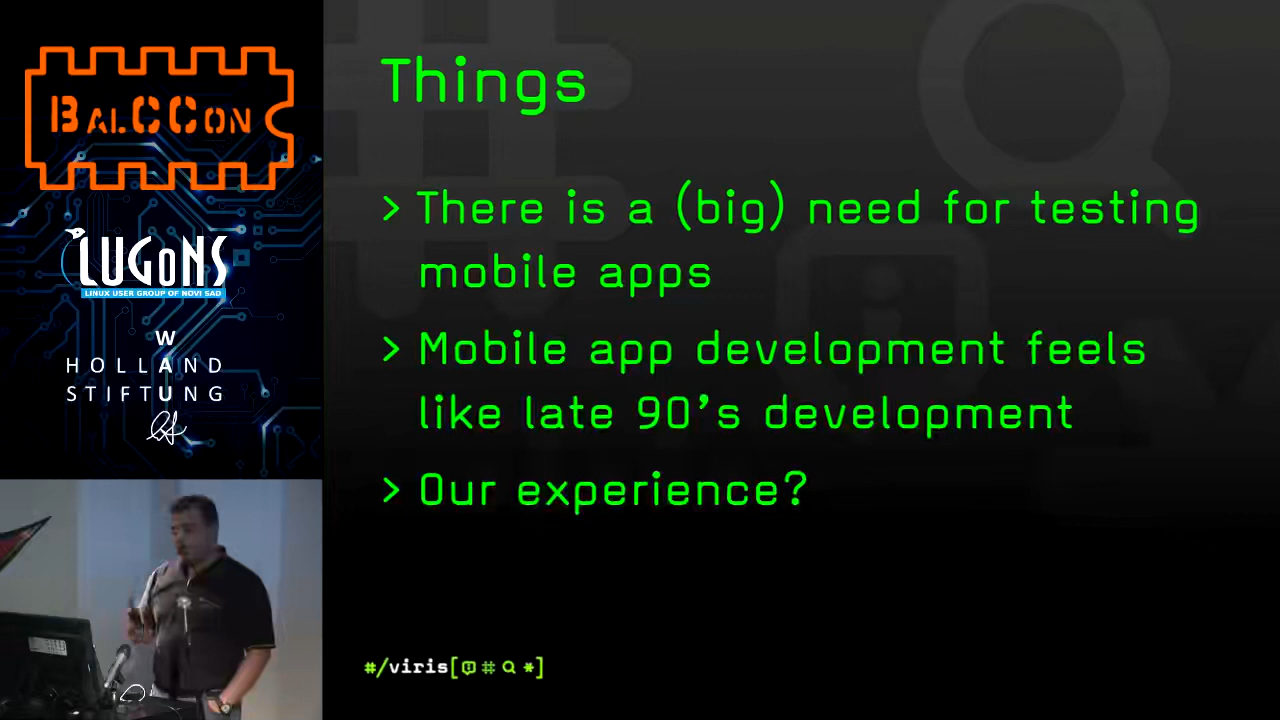 BalCCon
LUGoNS
LINUX USER GROUP OF NOVI SAD
W
HOLLAND
STIFTUNG
Things
> There is a (big) need for testing
mobile apps
> Mobile app development feels
like late 90's development
> Our experience?
#/viris[# *]